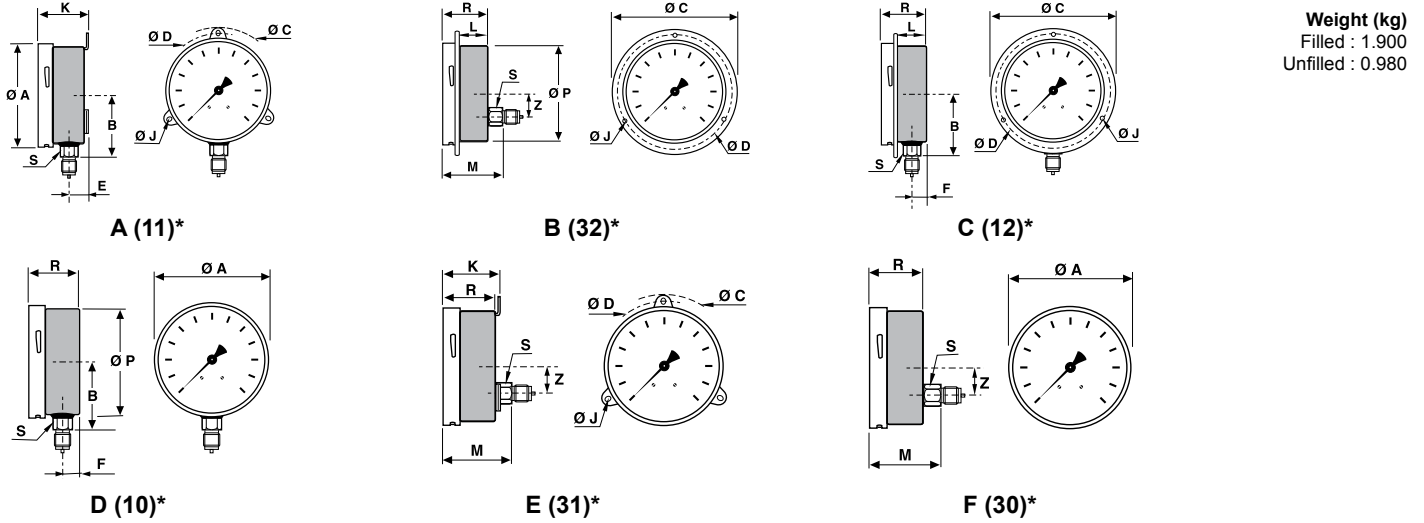 K
Ø D
Ø C
Ø A
B
Ø J
S
E
A (11)*
R
L
Ø C
S
Ø P
Z
Ø J
Ø D
M
B (32)*
R
L
Ø C
B
Ø D
Ø J
S
F
C (12)*
Weight (kg)
Filled : 1.900
Unfilled : 0.980
R
Ø A
Ø P
B
S
F
D (10)*
K
R
Ø D
Ø C
S
Z
Ø J
M
E (31)*
R
Ø A
S
Z
M
F (30)*